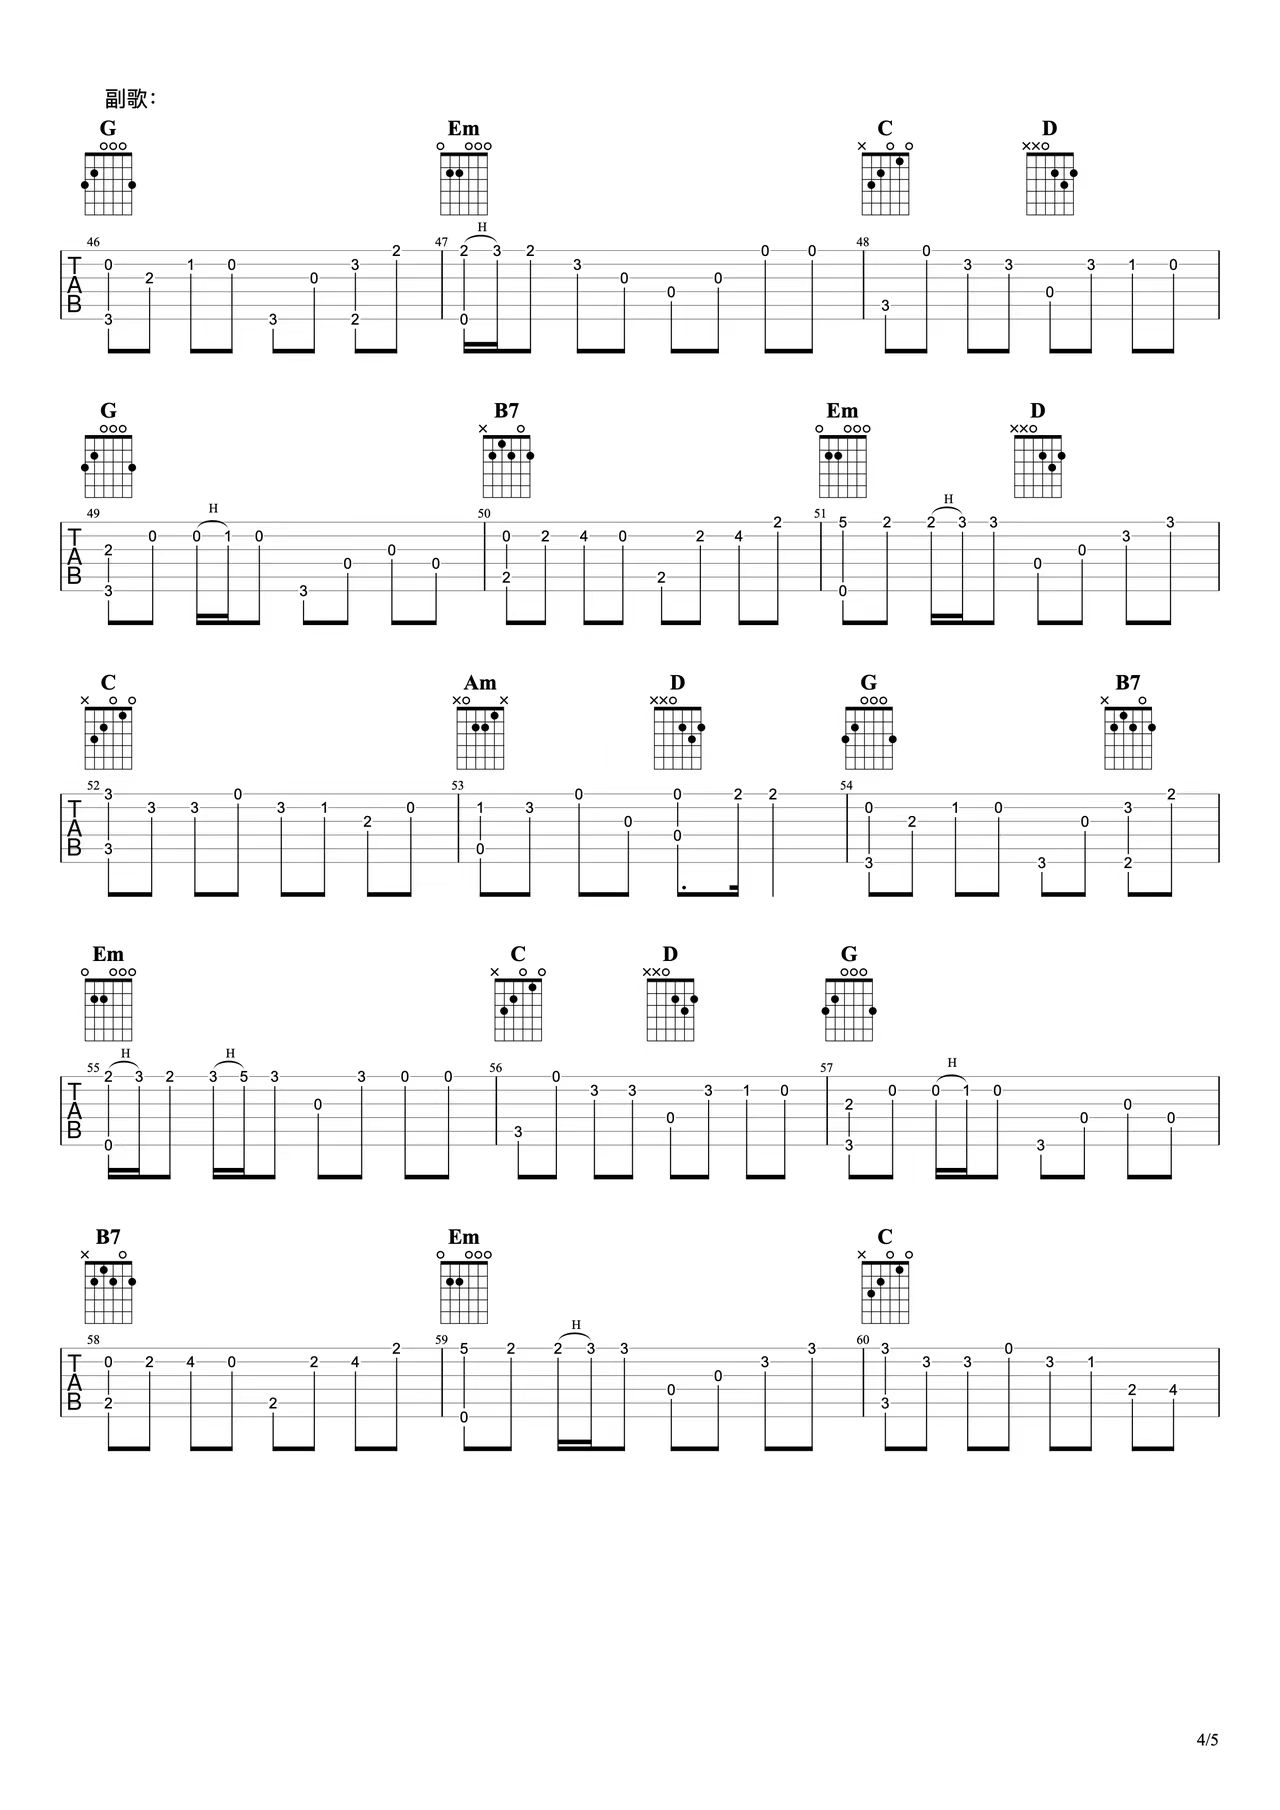 副歌:
G Em C D
H
46 47 48
T A B
0 2 1 0 0 3 2 2 3 2 3 0 0 0 0 0 0 3 3 3 1 0
3 3 2 0 3 0
G B7 Em D
H H
49 50 51
T A B
0 0 1 0 0 2 4 0 2 4 2 5 2 2 3 3 3 3
2 0 0 0 0 0
3 3 2 2 0
C Am D G B7
52 53 54
T A B
3 3 3 0 3 1 2 0 1 3 0 0 0 2 2 0 2 1 0 0 3 2
3 0 0 3 3 2
Em C D G
H H H
55 56 57
T A B
2 3 2 3 5 3 0 3 0 0 0 3 3 3 1 0 2 0 0 1 0 0 0 0
0 3 0 3 3
B7 Em C
H
58 59 60
T A B
0 2 4 0 2 4 2 5 2 2 3 3 0 0 3 3 3 3 3 0 3 1 2 4
2 2 0 3
4/5